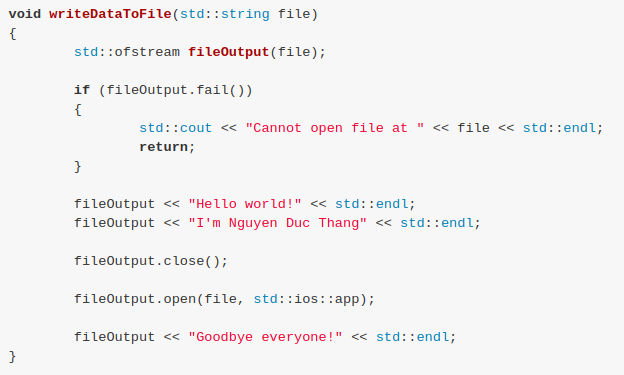 void writeDataToFile(std::string file)
{
        std::ofstream fileOutput(file);

        if (fileOutput.fail())
        {
                std::cout << "Cannot open file at " << file << std::endl;
                return;
        }

        fileOutput << "Hello world!" << std::endl;
        fileOutput << "I'm Nguyen Duc Thang" << std::endl;

        fileOutput.close();

        fileOutput.open(file, std::ios::app);

        fileOutput << "Goodbye everyone!" << std::endl;
}